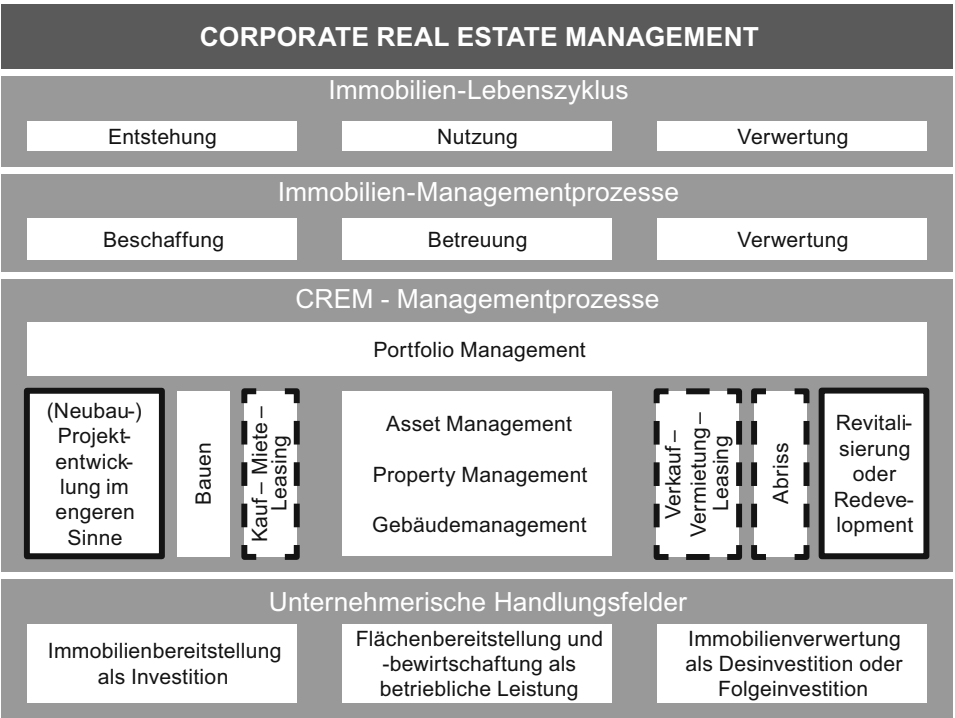 CORPORATE REAL ESTATE MANAGEMENT
Immobilien-Lebenszyklus
Entstehung
Nutzung
Verwertung
Immobilien-Managementprozesse
Beschaffung
Betreuung
Verwertung
CREM - Managementprozesse
Portfolio Management
(Neubau-)
Projekt-
entwick-
lung im
engeren
Sinne
Bauen
Kauf – Miete –
Leasing
Asset Management
Property Management
Gebäudemanagement
Verkauf –
Vermietung –
Leasing
Abriss
Revitali-
sierung
oder
Redeve-
lopment
Unternehmerische Handlungsfelder
Immobilienbereitstellung
als Investition
Flächenbereitstellung und
-bewirtschaftung als
betriebliche Leistung
Immobilienverwertung
als Desinvestition oder
Folgeinvestition